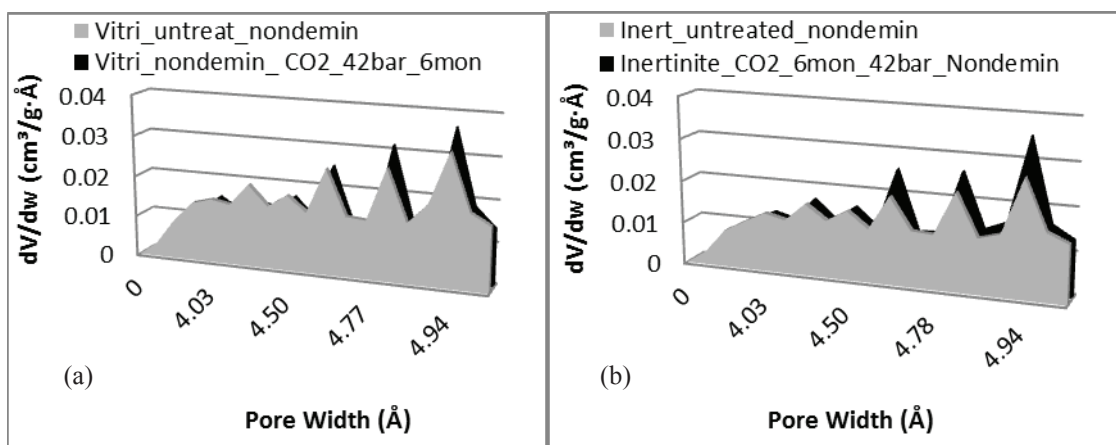 Vitri_untreat_nondemin
Vitri_nondemin_ CO2_42bar_6mon
dV/dw (cm³/g·Å)
0.04
0.03
0.02
0.01
0
0
4.03
4.50
4.77
4.94
(a)
Pore Width (Å)
Inert_untreated_nondemin
Inertinite_CO2_6mon_42bar_Nondemin
dV/dw (cm³/g·Å)
0.04
0.03
0.02
0.01
0
0
4.03
4.50
4.78
4.94
(b)
Pore Width (Å)